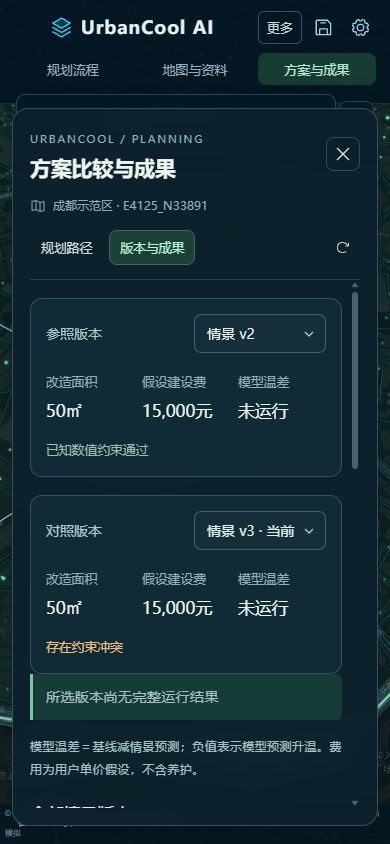 UrbanCool AI
更多
规划流程
地图与资料
方案与成果
URBANCOOL / PLANNING
方案比较与成果
成都示范区 · E4125_N33891
规划路径
版本与成果
参照版本
情景 v2
改造面积
假设建设费
模型温差
50㎡
15,000元
未运行
已知数值约束通过
对照版本
情景 v3 · 当前
改造面积
假设建设费
模型温差
50㎡
15,000元
未运行
存在约束冲突
所选版本尚无完整运行结果
模型温差＝基线减情景预测；负值表示模型预测升温。费
用为用户单价假设，不含养护。
模拟